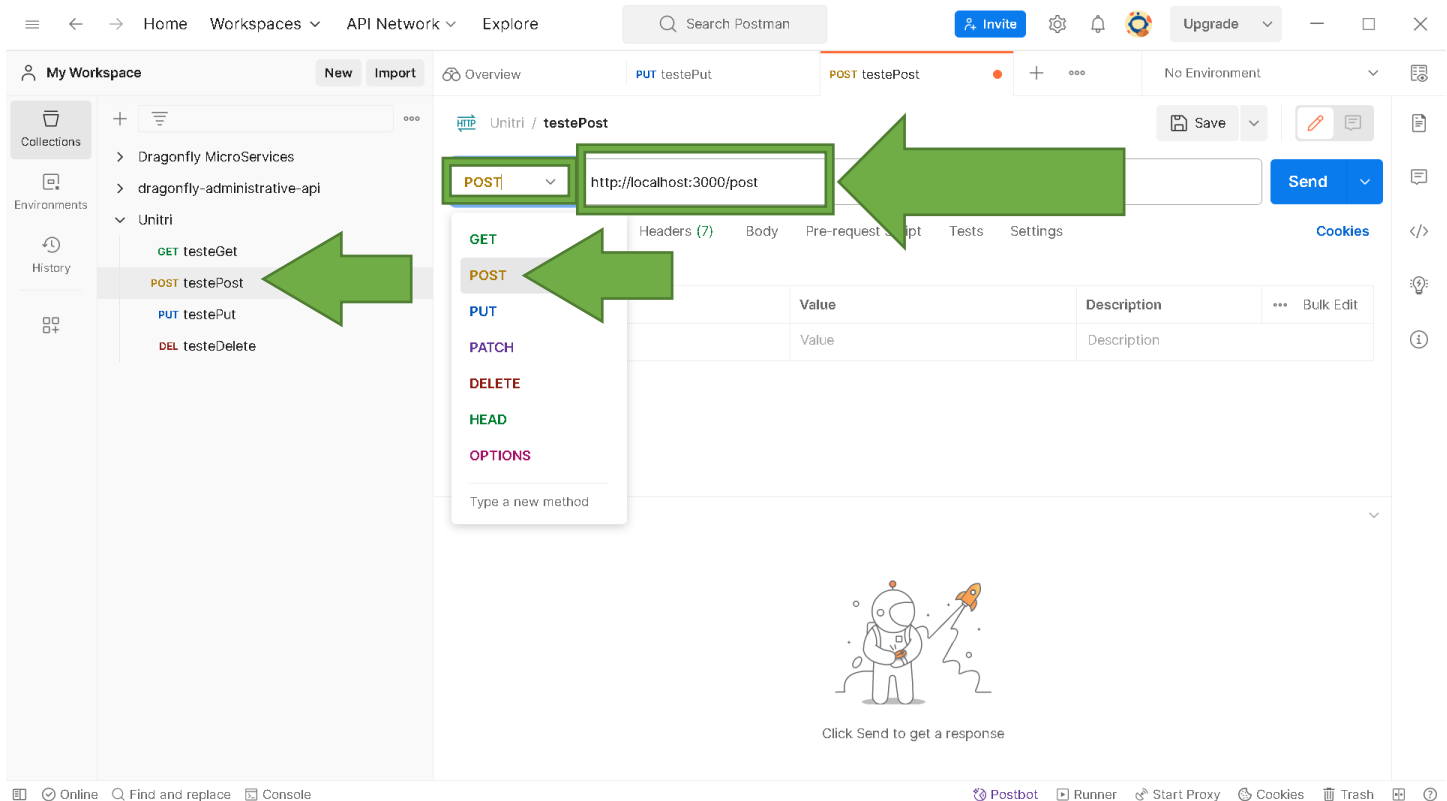 Home Workspaces API Network Explore Search Postman Invite Upgrade
My Workspace New Import Overview PUT testePut POST testePost No Environment
Collections
Environments
History
Dragonfly MicroServices
dragonfly-administrative-api
Unitri
GET testeGet
POST testePost
PUT testePut
DEL testeDelete
HTTP Unitri / testePost Save
POST http://localhost:3000/post Send
Headers (7) Body Pre-request Tests Settings Cookies
GET
POST
PUT
PATCH
DELETE
HEAD
OPTIONS
Type a new method
Value Description Bulk Edit
Value Description
Click Send to get a response
Online Find and replace Console Postbot Runner Start Proxy Cookies Trash